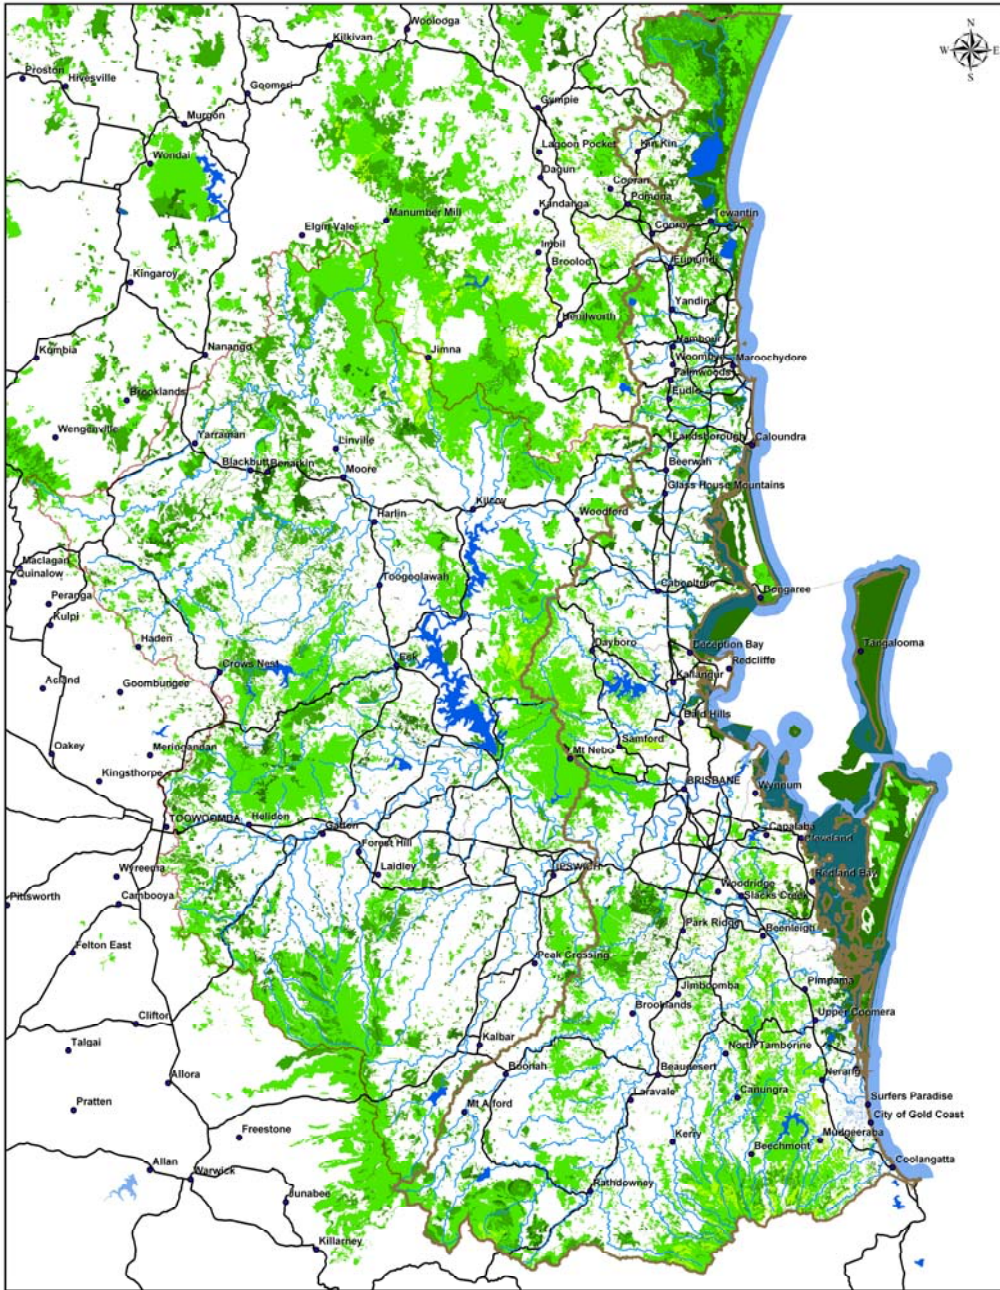 Woolooga
Kilkivan
N
W E
S
Proston
Hivesville
Goomeri
Gympie
Murgon
Lagoon Pocket
Kin Kin
Wondai
Dagun
Cooran
Pomona
Kandanga
Manumber Mill
Tewantin
Elgin Vale
Cooroy
Imbil
Brooloo
Eumundi
Kingaroy
Yandina
Kenilworth
Nambour
Kumbia
Nanango
Jimna
Woombye
Maroochydore
Palmwoods
Brooklands
Eudlo
Wengenville
Yarraman
Linville
Landsborough
Caloundra
Blackbutt
Benarkin
Moore
Beerwah
Glass House Mountains
Kilcoy
Harlin
Woodford
Maclagan
Quinalow
Toogoolawah
Caboolture
Bongaree
Peranga
Kulpi
Haden
Dayboro
Deception Bay
Tangalooma
Crows Nest
Esk
Redcliffe
Acland
Goombungee
Kallangur
Bald Hills
Oakey
Meringandan
Samford
Mt Nebo
Kingsthorpe
BRISBANE
Wynnum
TOOWOOMBA
Helidon
Gatton
Capalaba
Cleveland
Forest Hill
Laidley
IPSWICH
Wyreema
Redland Bay
Pittsworth
Cambooya
Woodridge
Slacks Creek
Park Ridge
Beenleigh
Felton East
Peak Crossing
Jimboomba
Pimpama
Clifton
Brooklands
Upper Coomera
Talgai
Kalbar
North Tamborine
Allora
Boonah
Beaudesert
Nerang
Canungra
Pratten
Mt Alford
Laravale
Surfers Paradise
City of Gold Coast
Freestone
Kerry
Mudgeeraba
Beechmont
Allan
Warwick
Coolangatta
Junabee
Rathdowney
Killarney